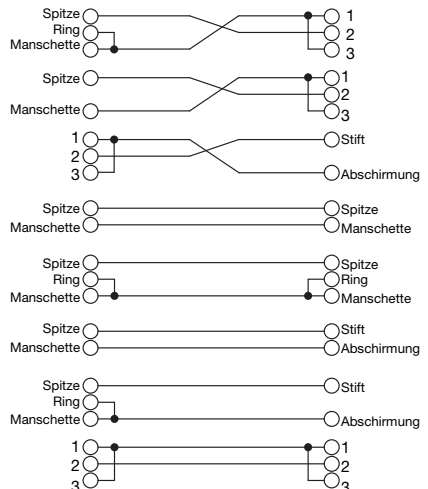 Spitze 1
Ring 2
Manschette 3
Spitze 1
2
Manschette 3
1 Stift
2
3 Abschirmung
Spitze Spitze
Manschette Manschette
Spitze Spitze
Ring Ring
Manschette Manschette
Spitze Stift
Manschette Abschirmung
Spitze Stift
Ring
Manschette Abschirmung
1 1
2 2
3 3